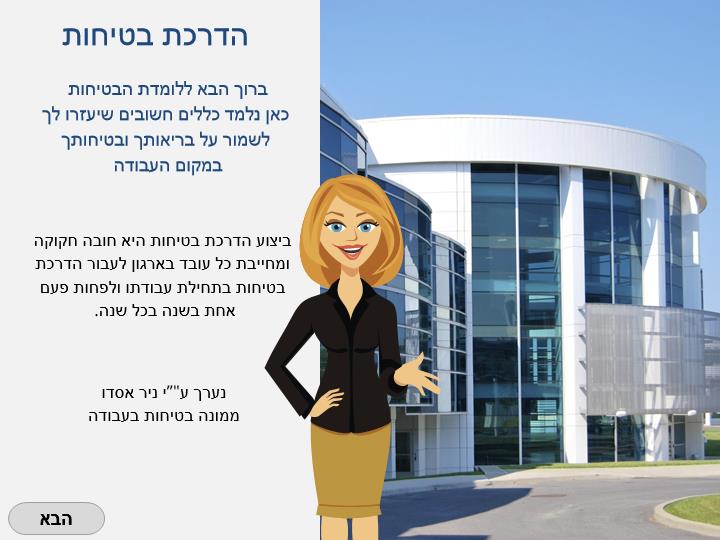 הדרכת בטיחות
ברוך הבא ללומדת הבטיחות
כאן נלמד כללים חשובים שיעזרו לך
לשמור על בריאותך ובטיחותך
במקום העבודה
ביצוע הדרכת בטיחות היא חובה חקוקה
ומחייבת כל עובד בארגון לעבור הדרכת
בטיחות בתחילת עבודתו ולפחות פעם
אחת בשנה בכל שנה.
נערך ע"״י ניר אסדו
ממונה בטיחות בעבודה
הבא